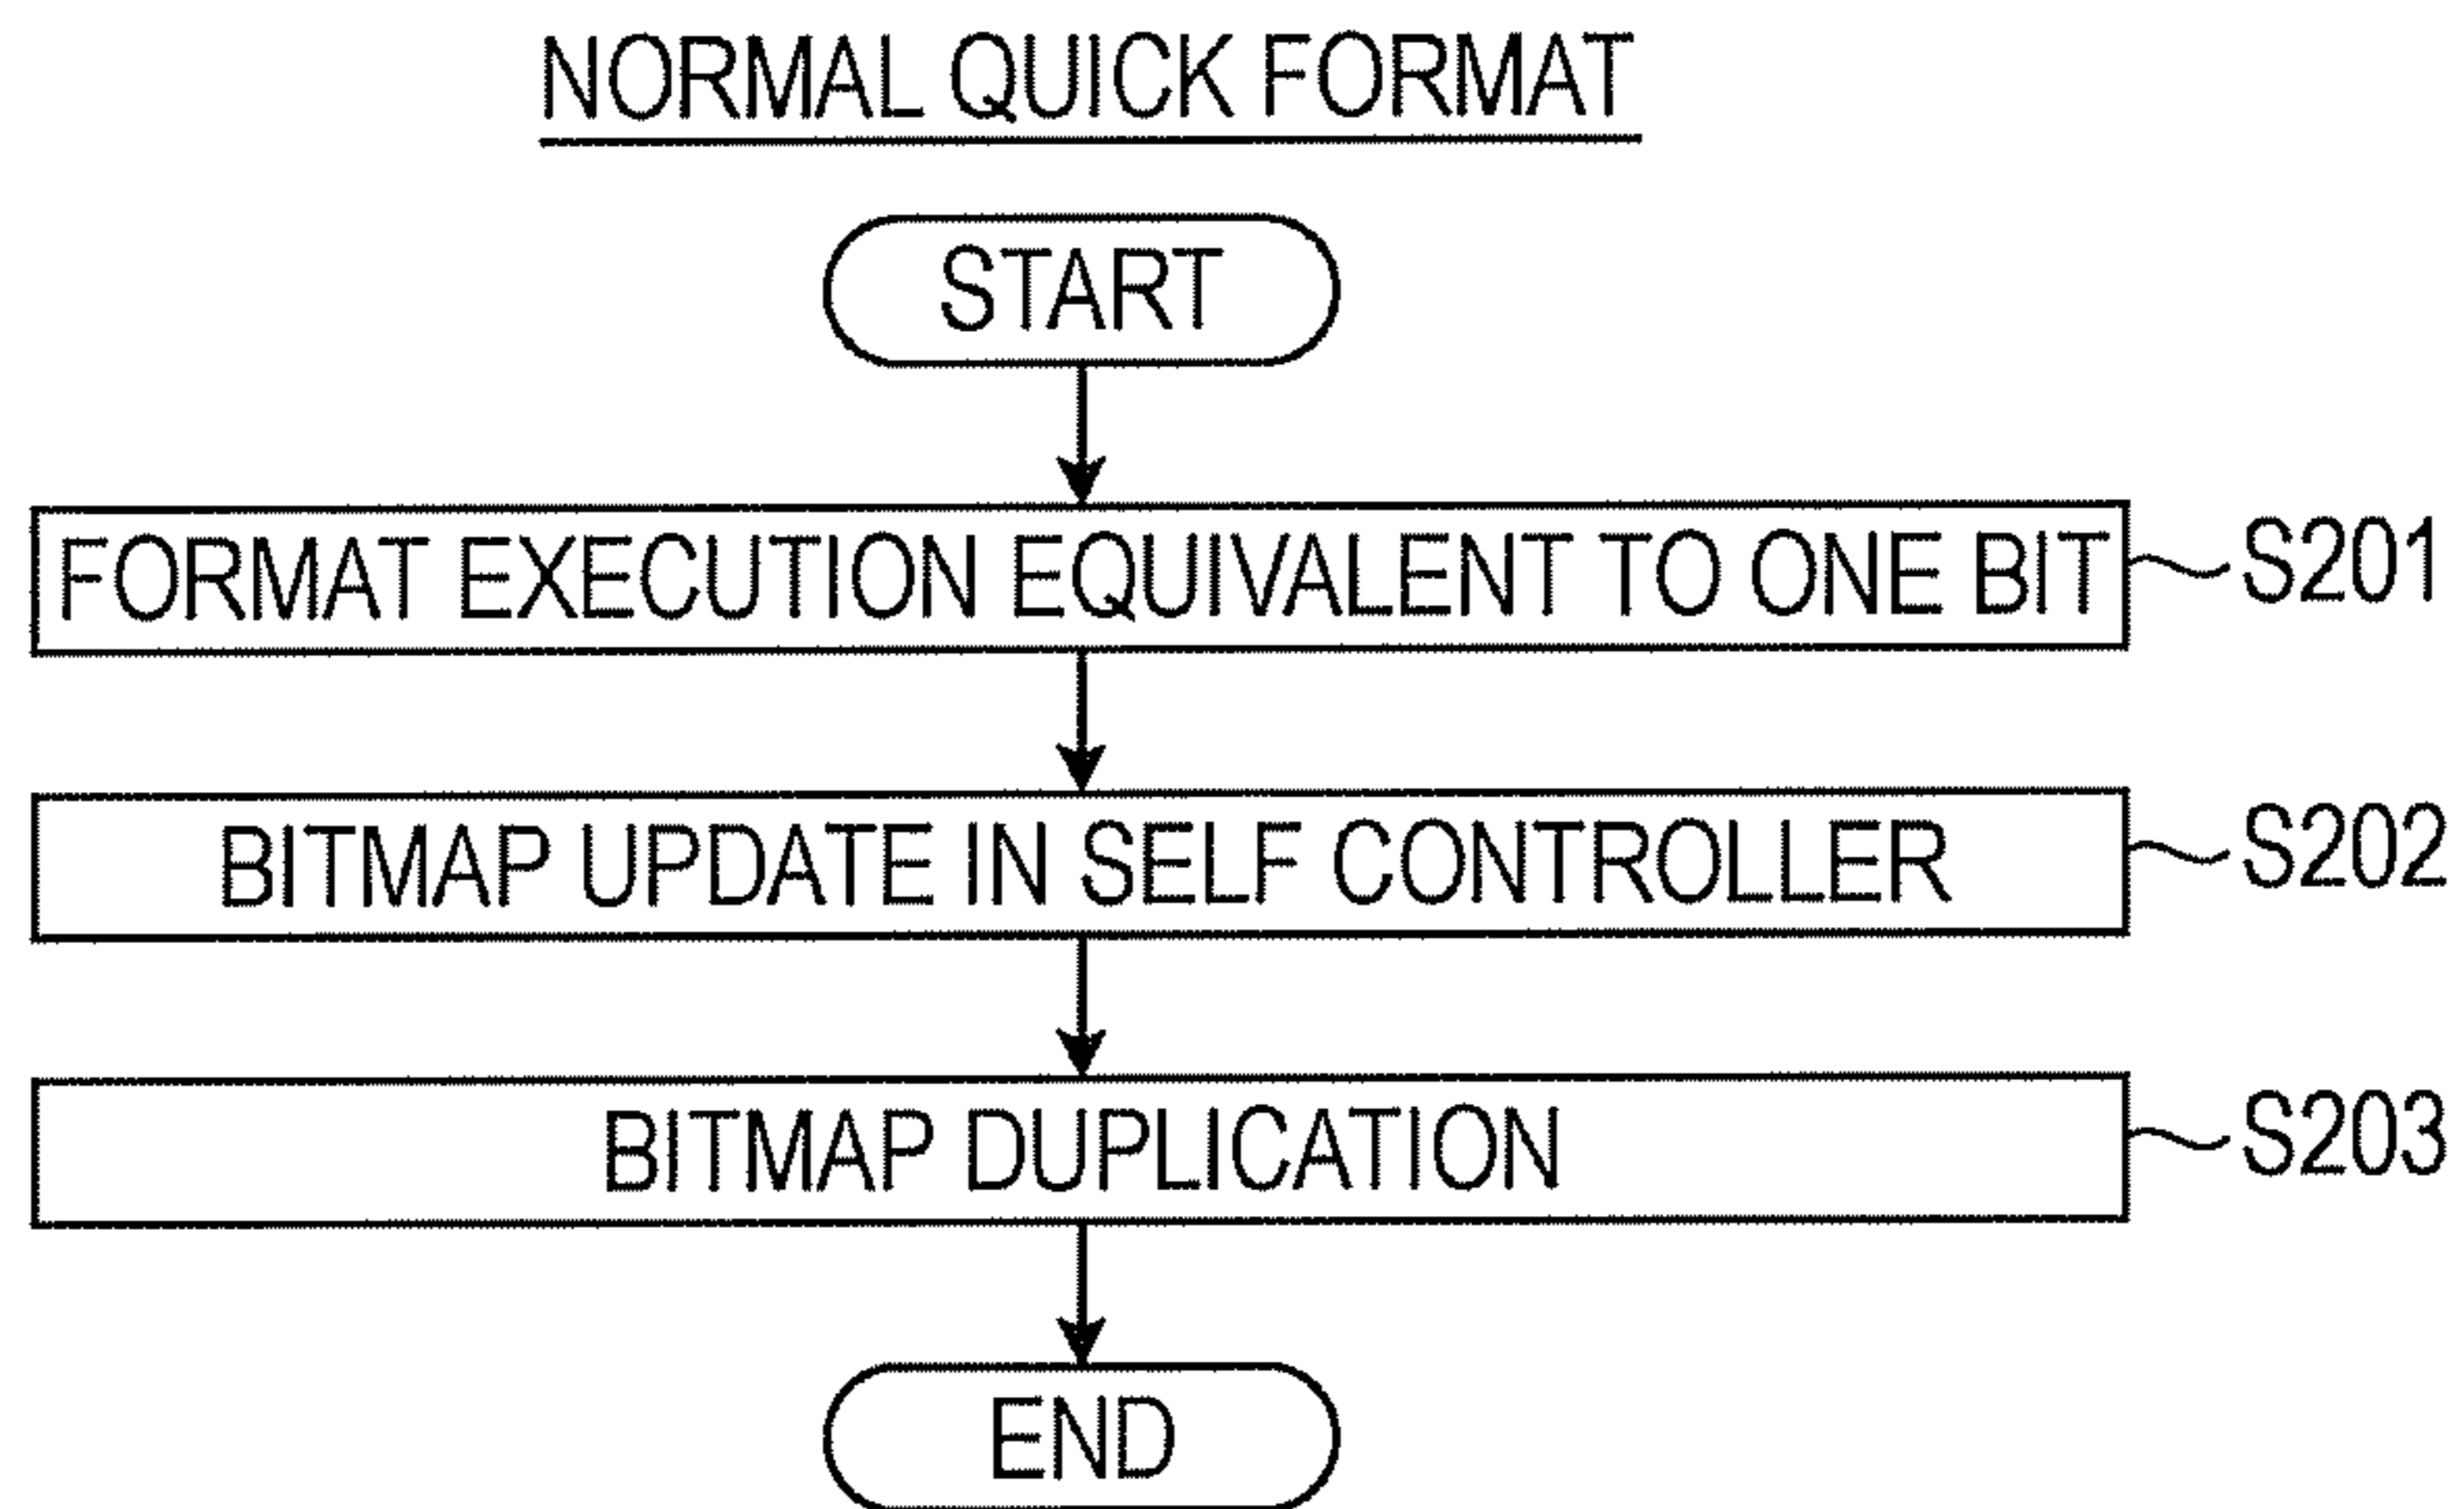 NORMAL QUICK FORMAT
START
FORMAT EXECUTION EQUIVALENT TO ONE BIT S201
BITMAP UPDATE IN SELF CONTROLLER S202
BITMAP DUPLICATION S203
END